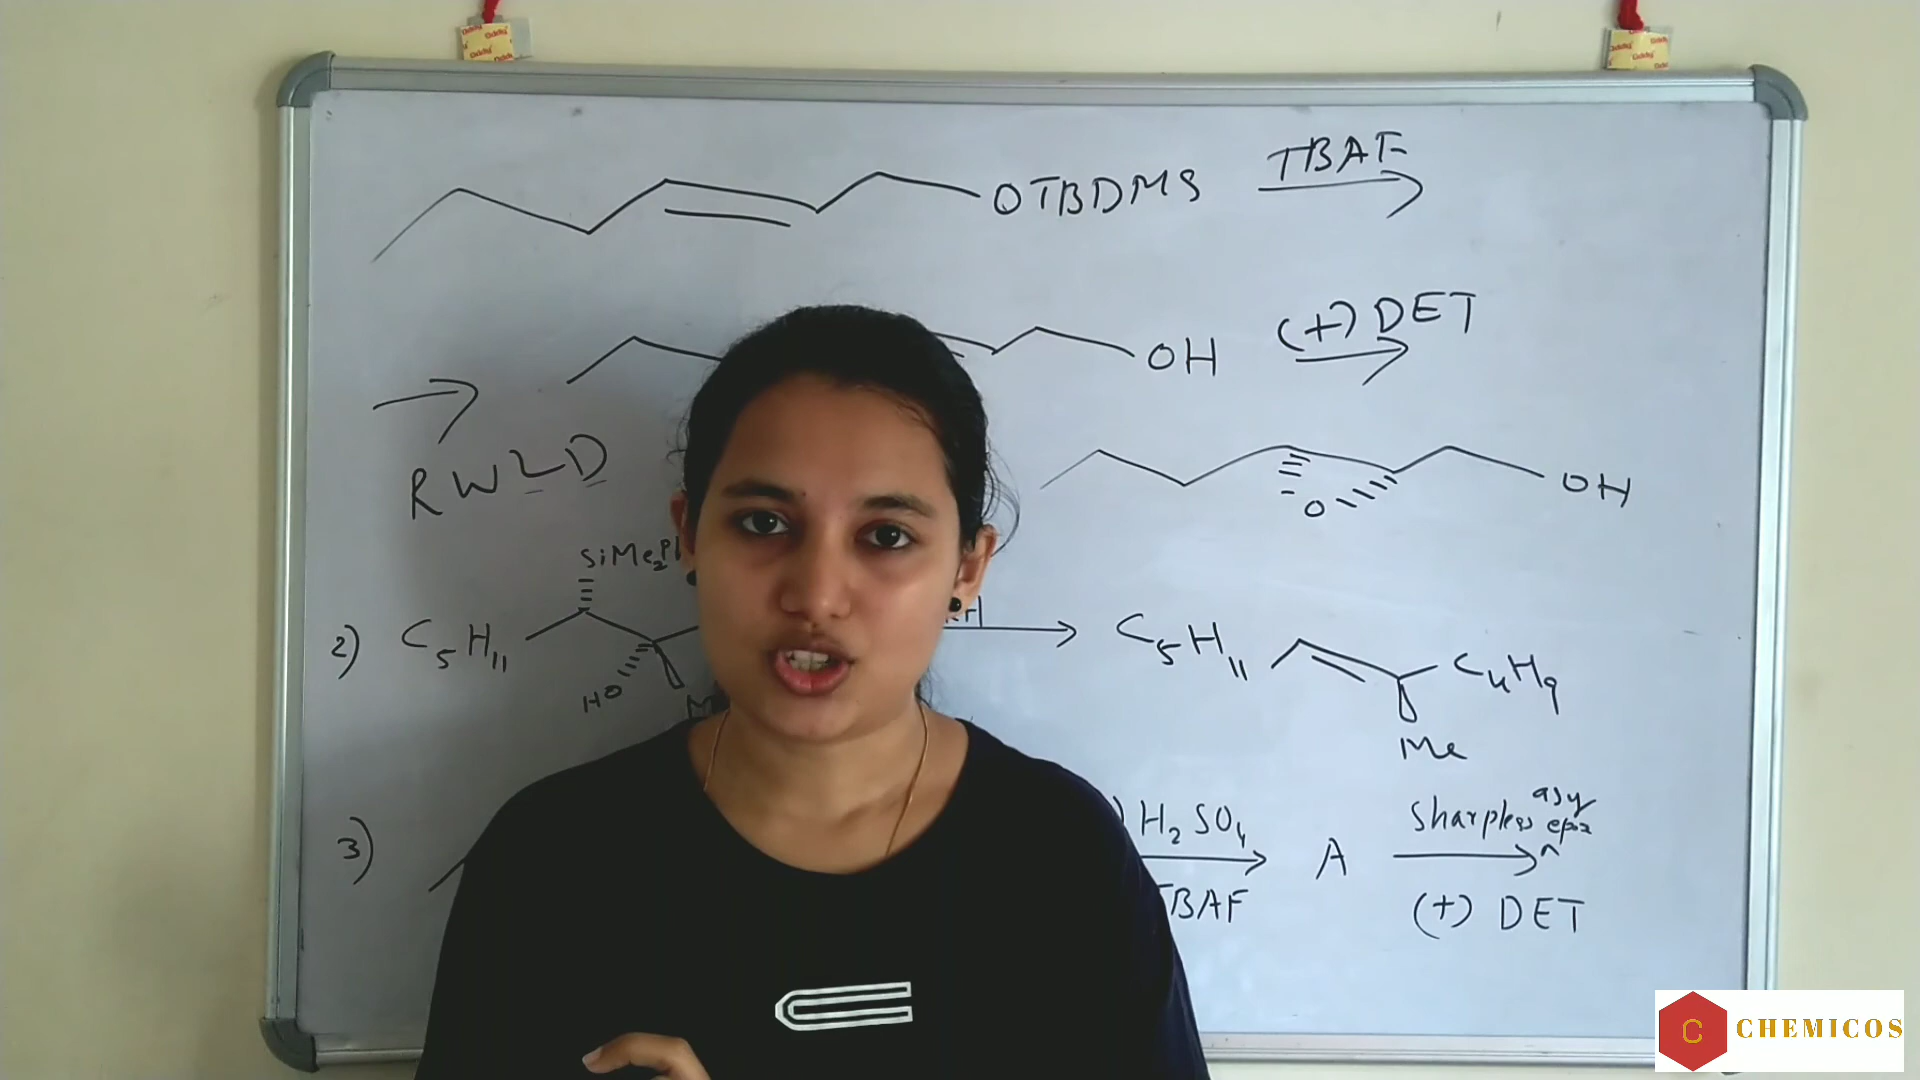 TBAF
OTBDMS
(+) DET
OH
RWLD
OH
O
SiMe2Ph
2) C5H11
HO
C5H11
C4H9
Me
3)
H2SO4
TBAF
A
Sharpless asy epoxn
(+) DET
C CHEMICOS